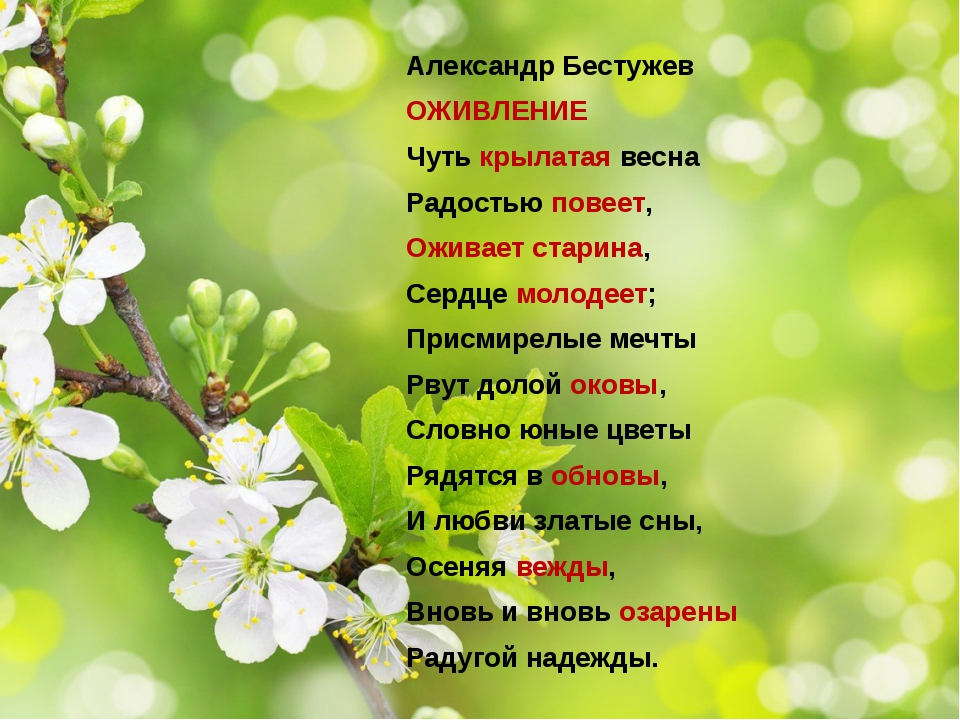 Александр Бестужев
ОЖИВЛЕНИЕ
Чуть крылатая весна
Радостью повеет,
Оживает старина,
Сердце молодеет;
Присмирелые мечты
Рвут долой оковы,
Словно юные цветы
Рядятся в обновы,
И любви златые сны,
Осеняя вежды,
Вновь и вновь озарены
Радугой надежды.